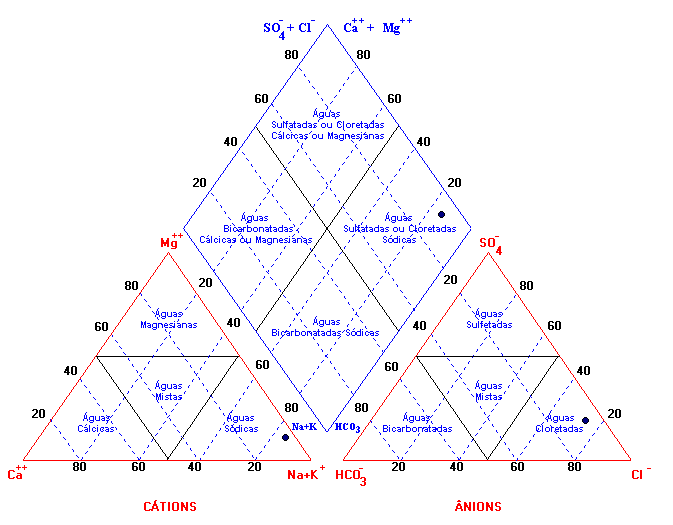 SO₄⁻ + Cl⁻ Ca⁺⁺ + Mg⁺⁺
80 80
60 60
Águas
Sulfatadas ou Cloretadas
Cálcicas ou Magnesianas
40 40
20 20
Águas
Bicarbonatadas
Cálcicas ou Magnesianas
Águas
Sulfatadas ou Cloretadas
Sódicas
Mg⁺⁺ SO₄⁻
20 20
80 80
Águas
Magnesianas
Águas
Bicarbonatadas Sódicas
Águas
Sulfetadas
60 40 40 60
40 60 60 40
Águas
Mistas
Águas
Mistas
20 80 80 20
Águas
Cálcicas
Águas
Sódicas
Na+K HCO₃
Águas
Bicarbonatadas
Águas
Cloretadas
80 60 40 20 20 40 60 80
Ca⁺⁺ Na+K⁺ HCO₃⁻ Cl⁻
CÁTIONS ÂNIONS